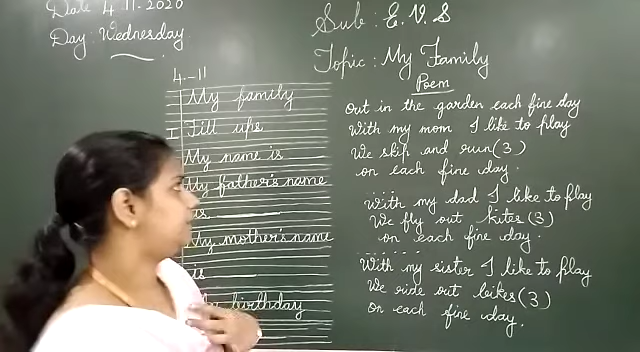 Date 4.11.2020
Day: Wednesday
Sub: E.V.S
Topic: My Family
4.-11
My family
I Fill ups
My name is
My father's name
is
My mother's name
is
birthday
Poem
out in the garden each fine day
With my mom I like to play
We skip and run (3)
on each fine day.
With my dad I like to play
We fly out kites (3)
on each fine day.
With my sister I like to play
We ride out bikes (3)
on each fine day.